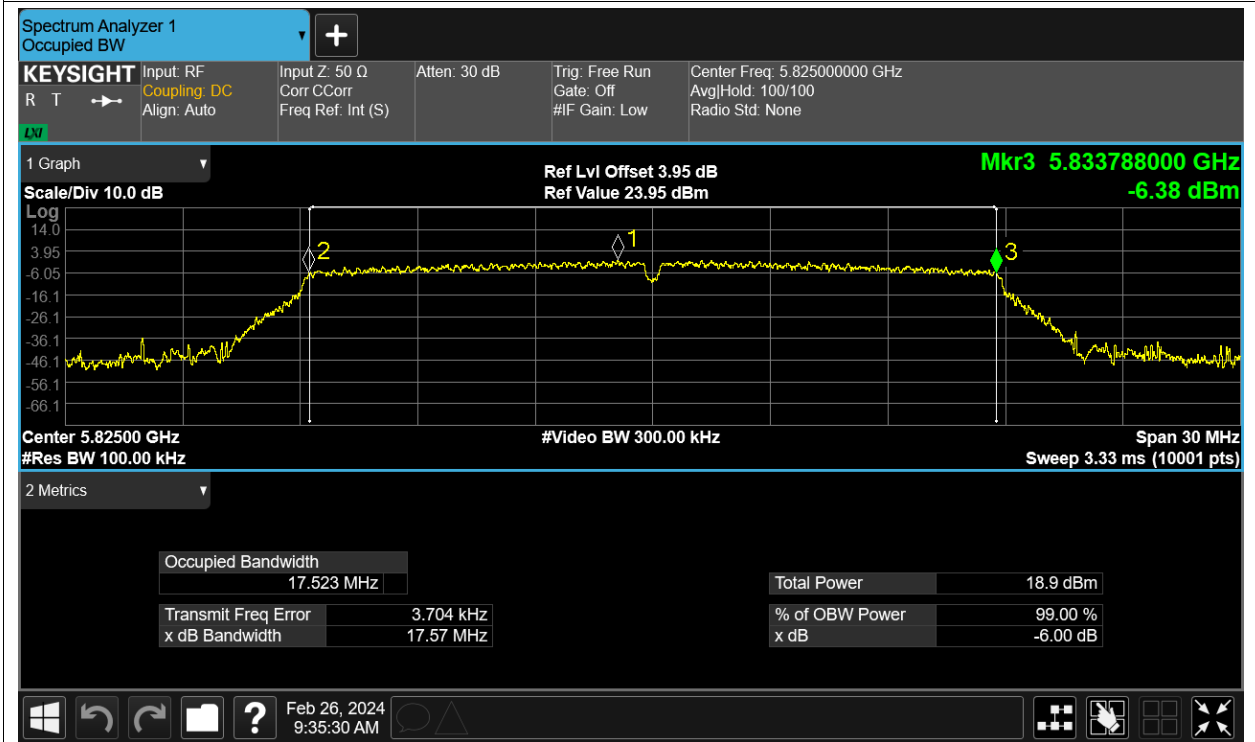 Spectrum Analyzer 1
Occupied BW
KEYSIGHT
R T
LXI
Input: RF
Coupling: DC
Align: Auto
Input Z: 50 Ω
Corr CCorr
Freq Ref: Int (S)
Atten: 30 dB
Trig: Free Run
Gate: Off
#IF Gain: Low
Center Freq: 5.825000000 GHz
Avg|Hold: 100/100
Radio Std: None
1 Graph
Scale/Div 10.0 dB
Ref Lvl Offset 3.95 dB
Ref Value 23.95 dBm
Mkr3 5.833788000 GHz
-6.38 dBm
Log
14.0
3.95
-6.05
-16.1
-26.1
-36.1
-46.1
-56.1
-66.1
2
1
3
Center 5.82500 GHz
#Res BW 100.00 kHz
#Video BW 300.00 kHz
Span 30 MHz
Sweep 3.33 ms (10001 pts)
2 Metrics
Occupied Bandwidth
17.523 MHz
Transmit Freq Error 3.704 kHz
x dB Bandwidth 17.57 MHz
Total Power 18.9 dBm
% of OBW Power 99.00 %
x dB -6.00 dB
?
Feb 26, 2024
9:35:30 AM